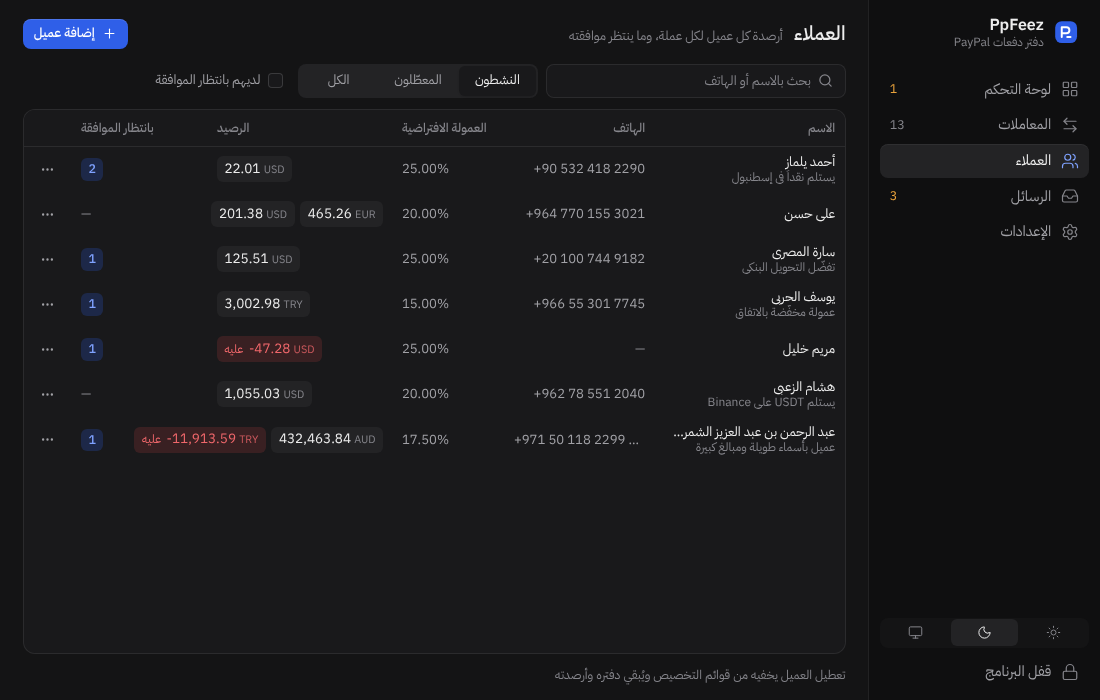 PpFeez
دفتر دفعات PayPal
لوحة التحكم 1
المعاملات 13
العملاء
الرسائل 3
الإعدادات
قفل البرنامج
العملاء أرصدة كل عميل لكل عملة، وما ينتظر موافقته
إضافة عميل
بحث بالاسم أو الهاتف
النشطون المعطّلون الكل
لديهم بانتظار الموافقة
الاسم الهاتف العمولة الافتراضية الرصيد بانتظار الموافقة
أحمد يلماز +90 532 418 2290 25.00% 22.01 USD 2
يستلم نقداً في إسطنبول
علي حسن +964 770 155 3021 20.00% 465.26 EUR 201.38 USD —
سارة المصري +20 100 744 9182 25.00% 125.51 USD 1
تفضّل التحويل البنكي
يوسف الحربي +966 55 301 7745 15.00% 3,002.98 TRY 1
عمولة مخفّضة بالاتفاق
مريم خليل — 25.00% -47.28 USD عليه 1
هشام الزعبي +962 78 551 2040 20.00% 1,055.03 USD —
يستلم USDT على Binance
عبد الرحمن بن عبد العزيز الشمر... +971 50 118 2299 ... 17.50% 432,463.84 AUD -11,913.59 TRY عليه 1
عميل بأسماء طويلة ومبالغ كبيرة
تعطيل العميل يخفيه من قوائم التخصيص ويُبقي دفتره وأرصدته